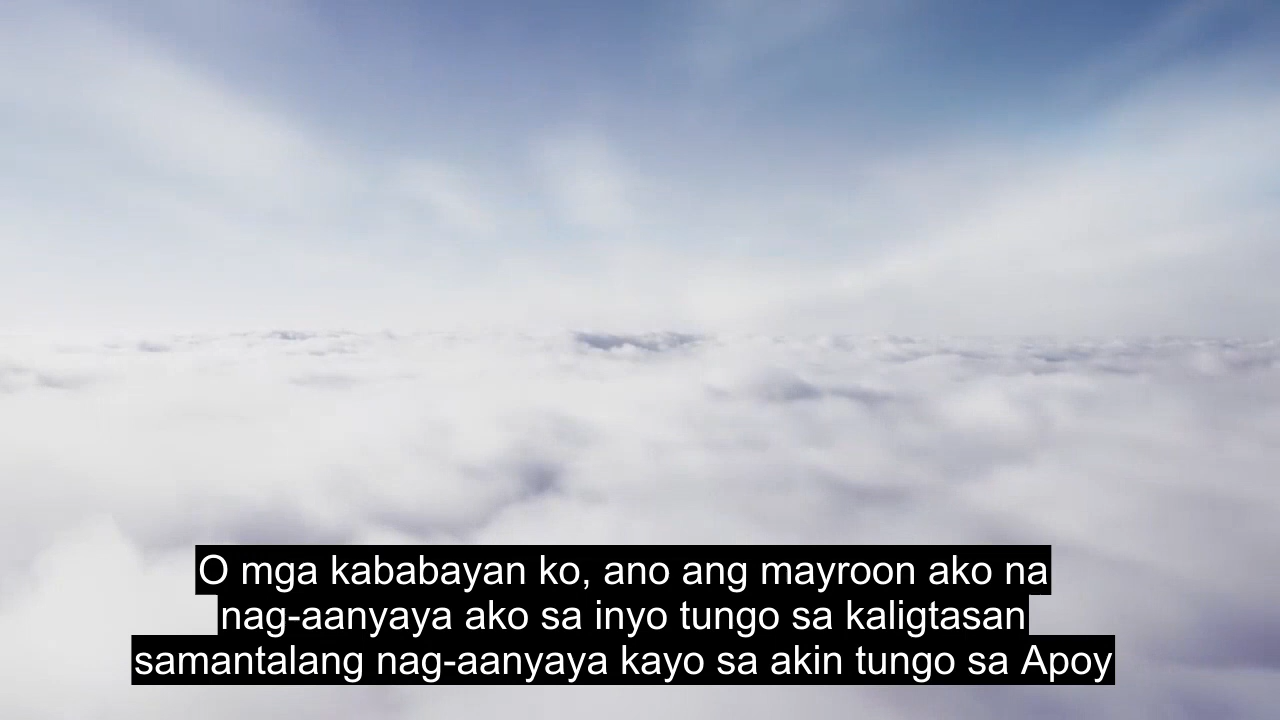 O mga kababayan ko, ano ang mayroon ako na
nag-aanyaya ako sa inyo tungo sa kaligtasan
samantalang nag-aanyaya kayo sa akin tungo sa Apoy